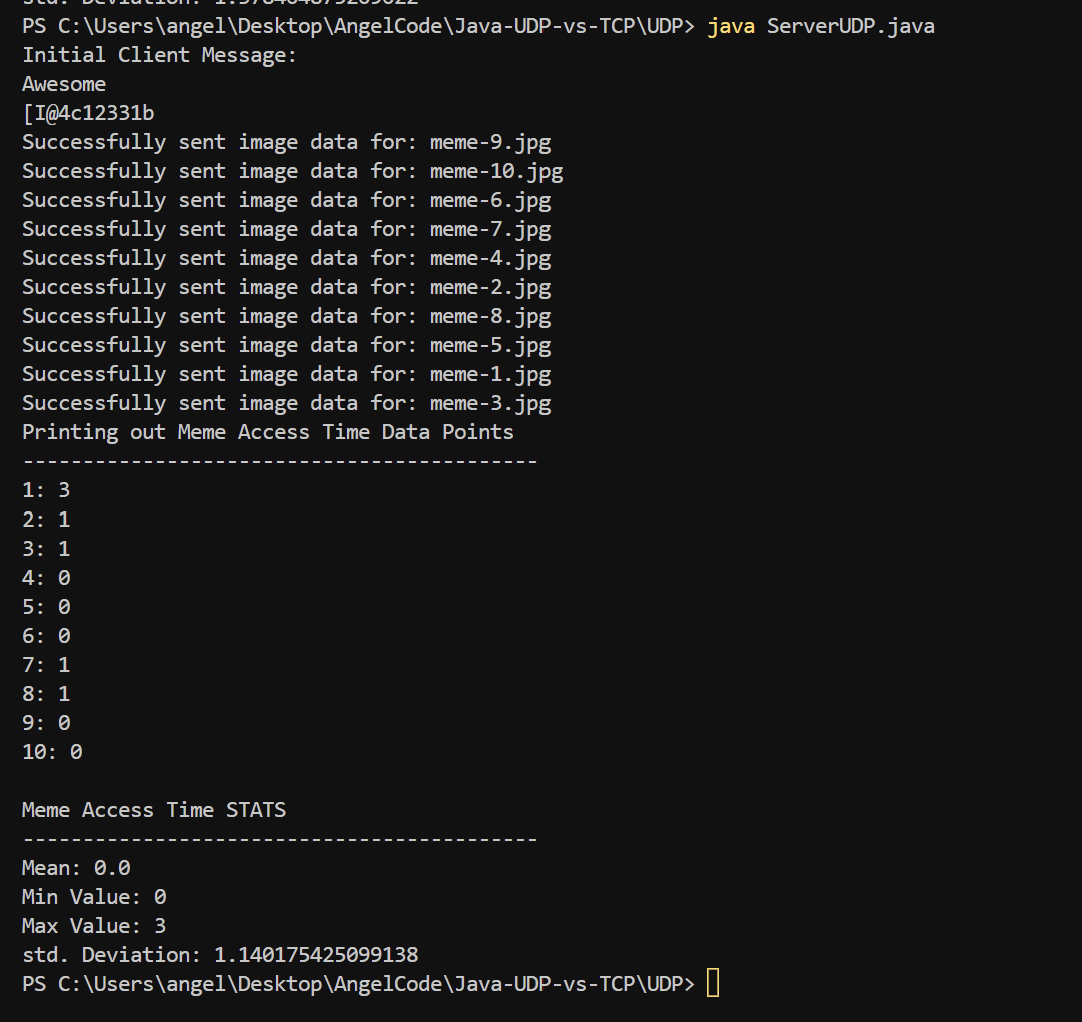 std. Deviation: 1.378404875209022
PS C:\Users\angel\Desktop\AngelCode\Java-UDP-vs-TCP\UDP> java ServerUDP.java
Initial Client Message:
Awesome
[I@4c12331b
Successfully sent image data for: meme-9.jpg
Successfully sent image data for: meme-10.jpg
Successfully sent image data for: meme-6.jpg
Successfully sent image data for: meme-7.jpg
Successfully sent image data for: meme-4.jpg
Successfully sent image data for: meme-2.jpg
Successfully sent image data for: meme-8.jpg
Successfully sent image data for: meme-5.jpg
Successfully sent image data for: meme-1.jpg
Successfully sent image data for: meme-3.jpg
Printing out Meme Access Time Data Points
-------------------------------------------
1: 3
2: 1
3: 1
4: 0
5: 0
6: 0
7: 1
8: 1
9: 0
10: 0
Meme Access Time STATS
-------------------------------------------
Mean: 0.0
Min Value: 0
Max Value: 3
std. Deviation: 1.140175425099138
PS C:\Users\angel\Desktop\AngelCode\Java-UDP-vs-TCP\UDP>